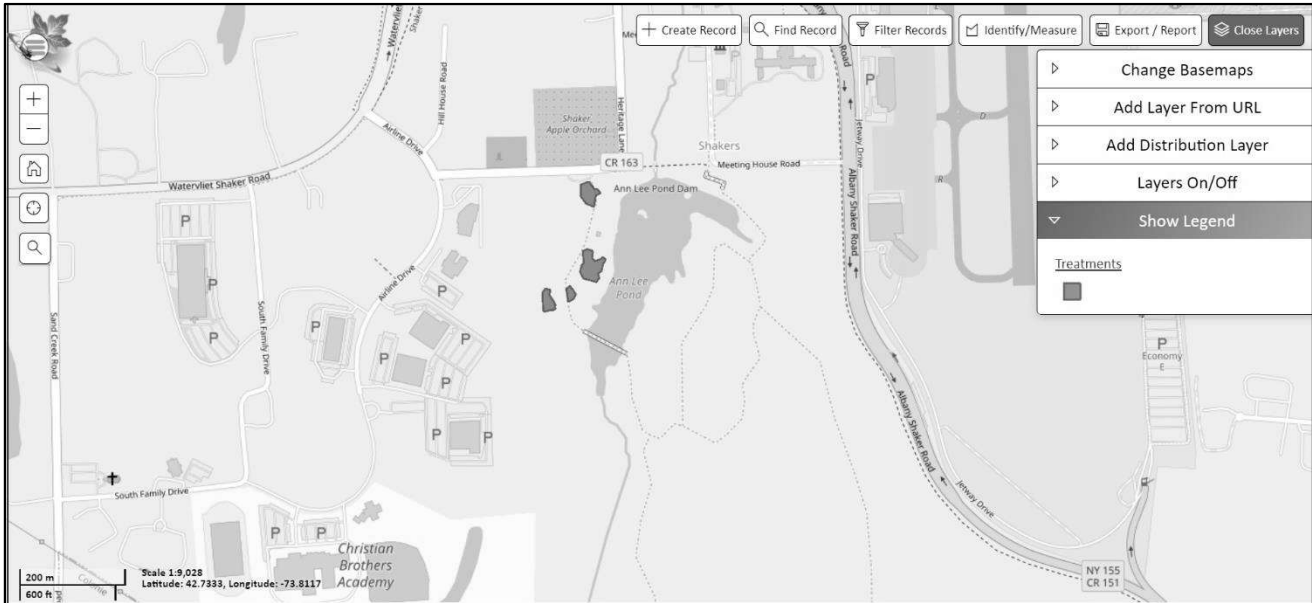 Create Record
Find Record
Filter Records
Identify/Measure
Export / Report
Close Layers
Change Basemaps
Add Layer From URL
Add Distribution Layer
Layers On/Off
Show Legend
Treatments
Watervliet
Shaker
Hill House Road
Airline Drive
Shaker
Apple Orchard
Heritage Lane
CR 163
Shakers
Meeting House Road
Jetway Drive
P
D
R
Road
Watervliet Shaker Road
Ann Lee Pond Dam
Albany Shaker Road
P
P
P
Ann Lee
Pond
Airline Drive
P
P
P
P
P
P
P
Sand Creek Road
South Family Drive
P
Economy
E
Albany Shaker Road
Jetway Drive
South Family Drive
P
P
Christian
Brothers
Academy
NY 155
CR 151
Colonie
200 m
600 ft
Scale 1:9,028
Latitude: 42.7333, Longitude: -73.8117